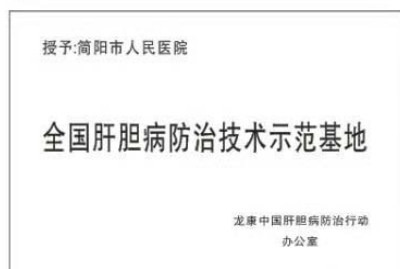 授予:简阳市人民医院
全国肝胆病防治技术示范基地
龙康中国肝胆病防治行动
办公室